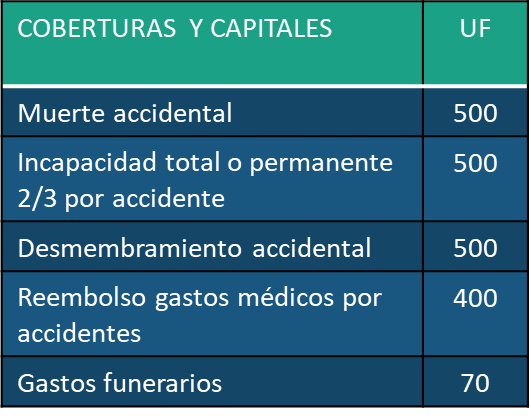 COBERTURAS Y CAPITALES UF
Muerte accidental 500
Incapacidad total o permanente 500
2/3 por accidente
Desmembramiento accidental 500
Reembolso gastos médicos por 400
accidentes
Gastos funerarios 70